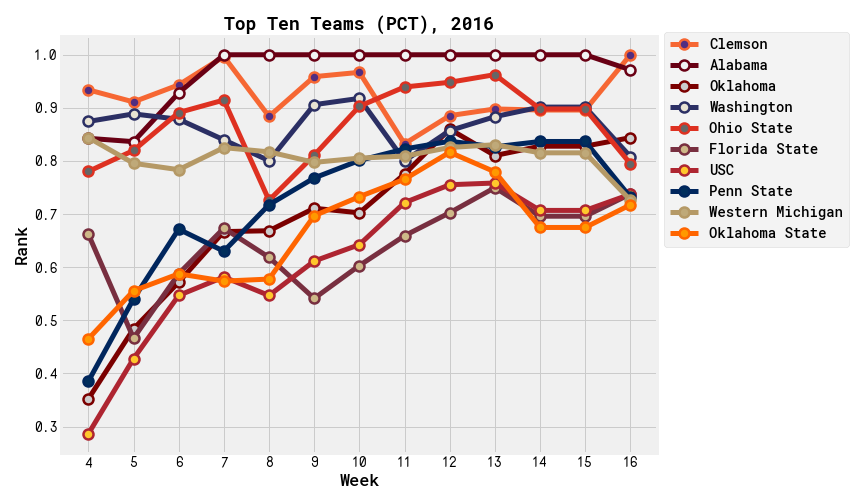 Top Ten Teams (PCT), 2016
Rank
1.0
0.9
0.8
0.7
0.6
0.5
0.4
0.3
4 5 6 7 8 9 10 11 12 13 14 15 16
Week
Clemson
Alabama
Oklahoma
Washington
Ohio State
Florida State
USC
Penn State
Western Michigan
Oklahoma State